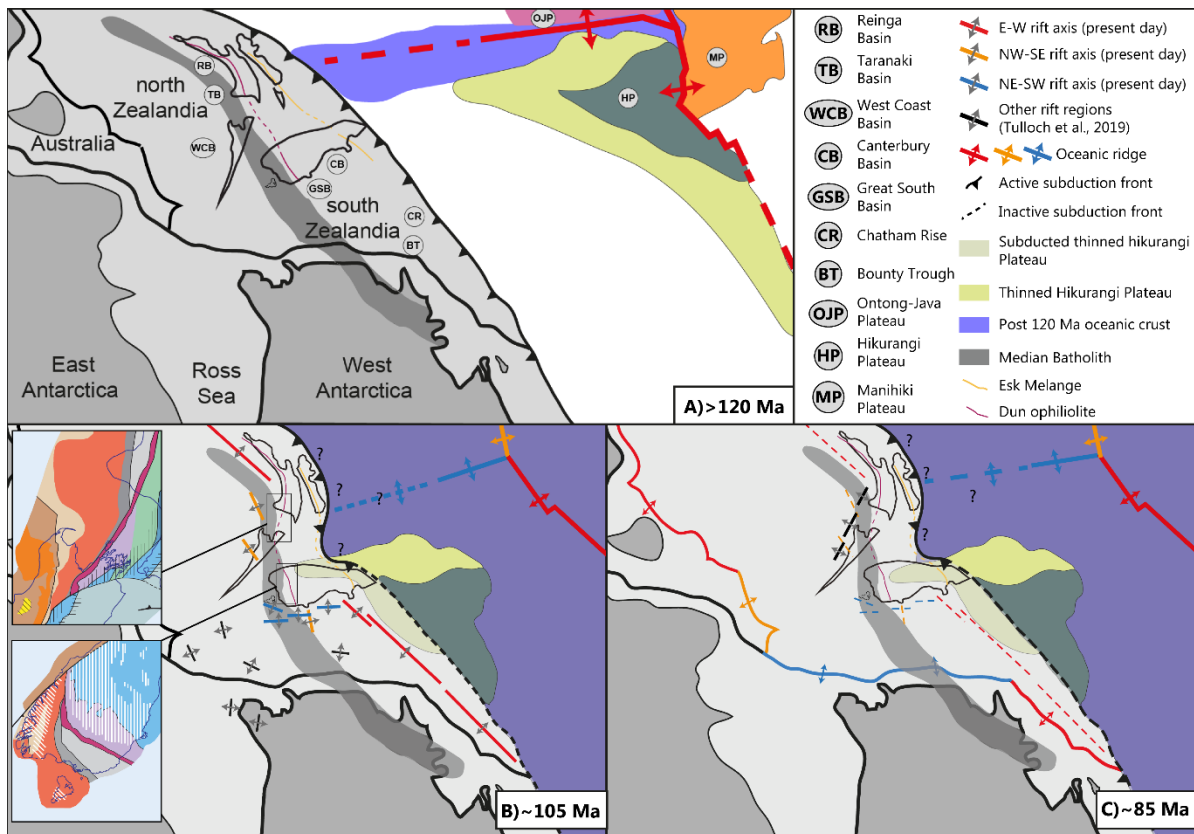 OJP
RB
north
Zealandia
TB
MP
HP
Australia
WCB
CB
GSB
south
Zealandia
CR
BT
East
Antarctica
Ross
Sea
West
Antarctica
A)>120 Ma
RB
Reinga
Basin
TB
Taranaki
Basin
WCB
West Coast
Basin
CB
Canterbury
Basin
GSB
Great South
Basin
CR
Chatham Rise
BT
Bounty Trough
OJP
Ontong-Java
Plateau
HP
Hikurangi
Plateau
MP
Manihiki
Plateau
E-W rift axis (present day)
NW-SE rift axis (present day)
NE-SW rift axis (present day)
Other rift regions
(Tulloch et al., 2019)
Oceanic ridge
Active subduction front
Inactive subduction front
Subducted thinned hikurangi
Plateau
Thinned Hikurangi Plateau
Post 120 Ma oceanic crust
Median Batholith
Esk Melange
Dun ophiliolite
?
?
?
?
B)~105 Ma
?
?
?
C)~85 Ma